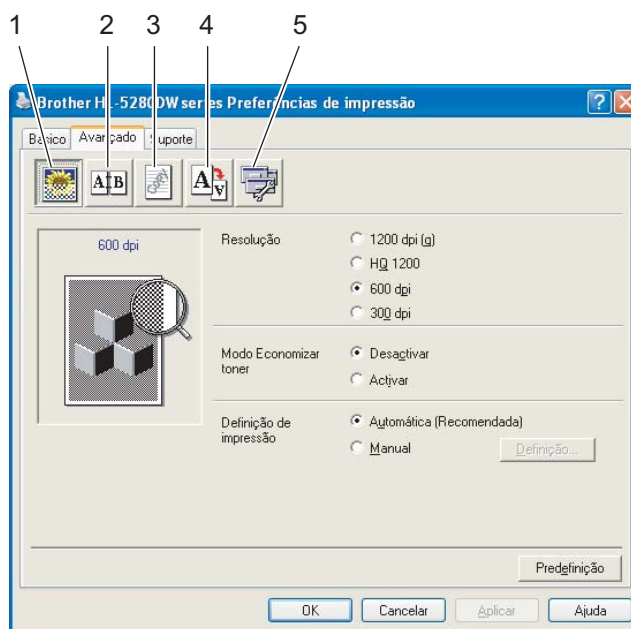 1 2 3 4 5
Brother HL-5280DW series Preferências de impressão
Básico Avançado Suporte
A B copy A A
600 dpi
Resolução
1200 dpi (g)
HQ 1200
600 dpi
300 dpi
Modo Economizar
toner
Desactivar
Activar
Definição de
impressão
Automática (Recomendada)
Manual
Definição...
Predefinição
OK Cancelar Aplicar Ajuda